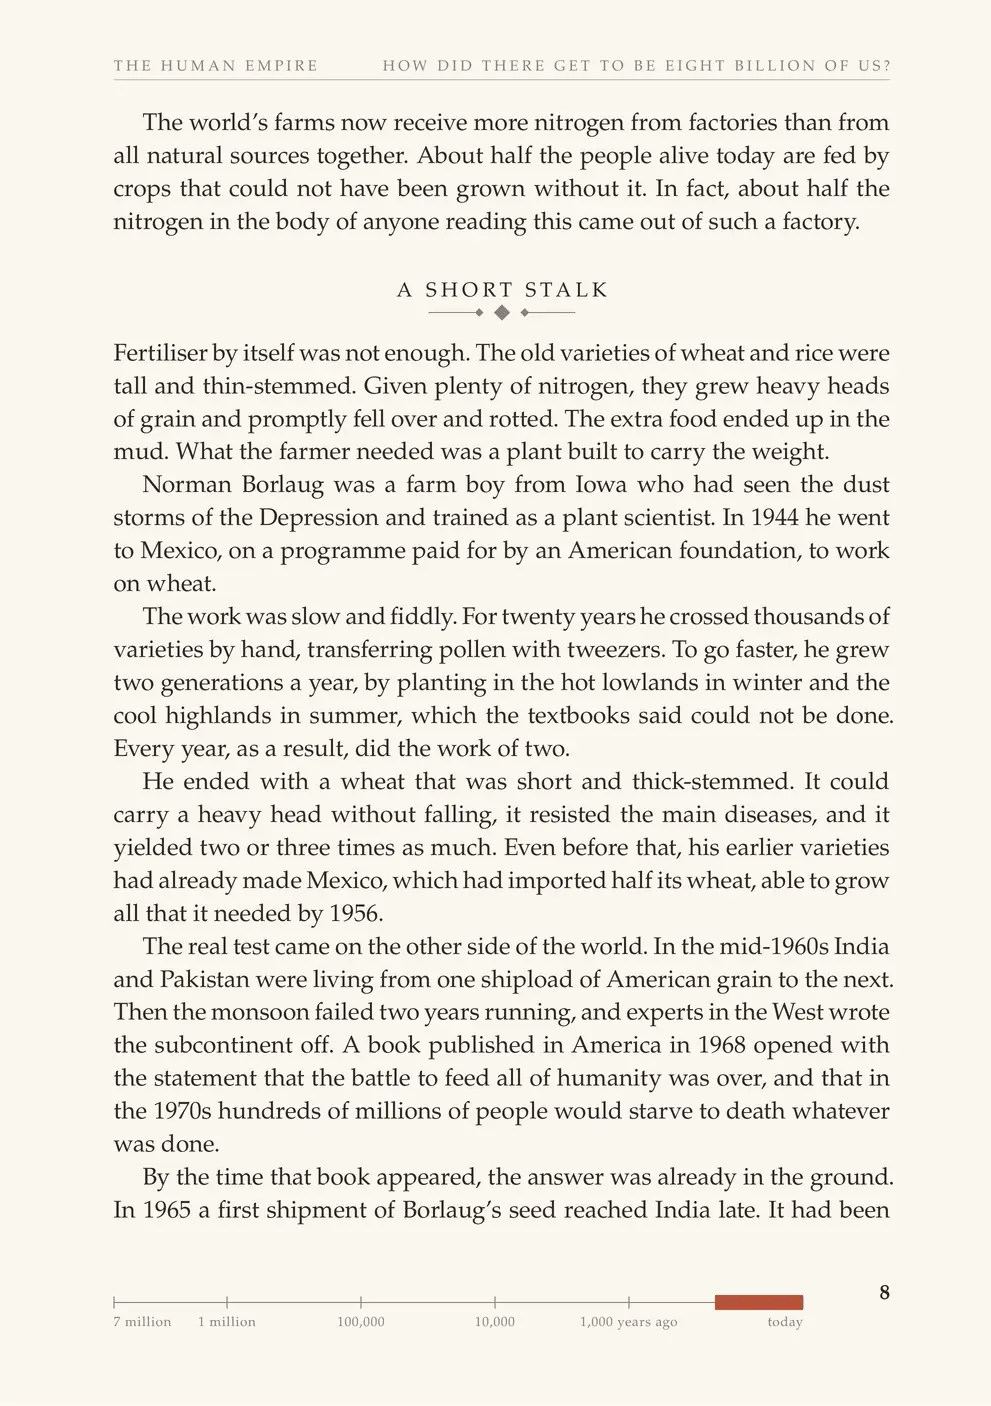 THE HUMAN EMPIRE HOW DID THERE GET TO BE EIGHT BILLION OF US?
The world’s farms now receive more nitrogen from factories than from
all natural sources together. About half the people alive today are fed by
crops that could not have been grown without it. In fact, about half the
nitrogen in the body of anyone reading this came out of such a factory.
A SHORT STALK
Fertiliser by itself was not enough. The old varieties of wheat and rice were
tall and thin-stemmed. Given plenty of nitrogen, they grew heavy heads
of grain and promptly fell over and rotted. The extra food ended up in the
mud. What the farmer needed was a plant built to carry the weight.
Norman Borlaug was a farm boy from Iowa who had seen the dust
storms of the Depression and trained as a plant scientist. In 1944 he went
to Mexico, on a programme paid for by an American foundation, to work
on wheat.
The work was slow and fiddly. For twenty years he crossed thousands of
varieties by hand, transferring pollen with tweezers. To go faster, he grew
two generations a year, by planting in the hot lowlands in winter and the
cool highlands in summer, which the textbooks said could not be done.
Every year, as a result, did the work of two.
He ended with a wheat that was short and thick-stemmed. It could
carry a heavy head without falling, it resisted the main diseases, and it
yielded two or three times as much. Even before that, his earlier varieties
had already made Mexico, which had imported half its wheat, able to grow
all that it needed by 1956.
The real test came on the other side of the world. In the mid-1960s India
and Pakistan were living from one shipload of American grain to the next.
Then the monsoon failed two years running, and experts in the West wrote
the subcontinent off. A book published in America in 1968 opened with
the statement that the battle to feed all of humanity was over, and that in
the 1970s hundreds of millions of people would starve to death whatever
was done.
By the time that book appeared, the answer was already in the ground.
In 1965 a first shipment of Borlaug’s seed reached India late. It had been
8
7 million 1 million 100,000 10,000 1,000 years ago today